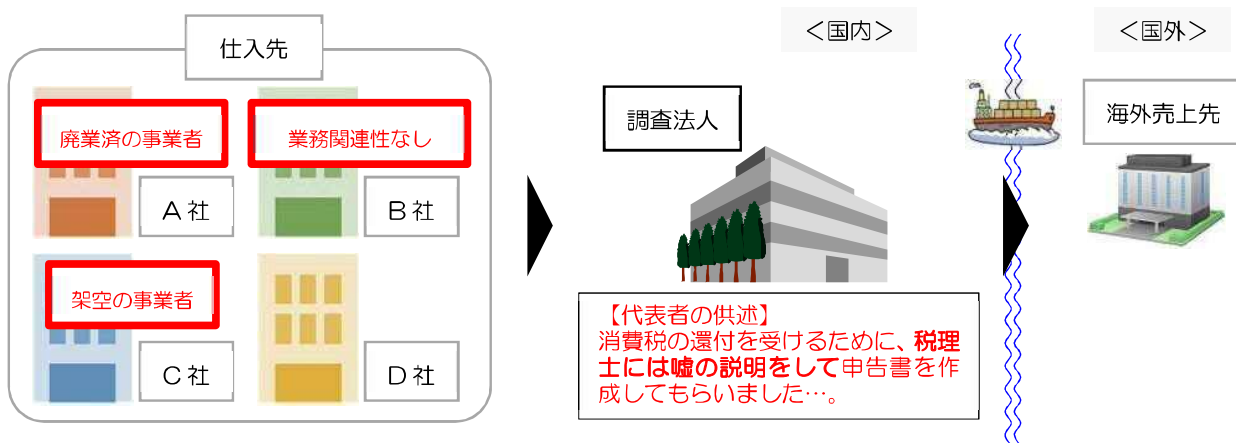 仕入先
廃業済の事業者
業務関連性なし
A社
B社
架空の事業者
C社
D社
＜国内＞
調査法人
【代表者の供述】
消費税の還付を受けるために、税理
士には嘘の説明をして申告書を作
成してもらいました…。
＜国外＞
海外売上先